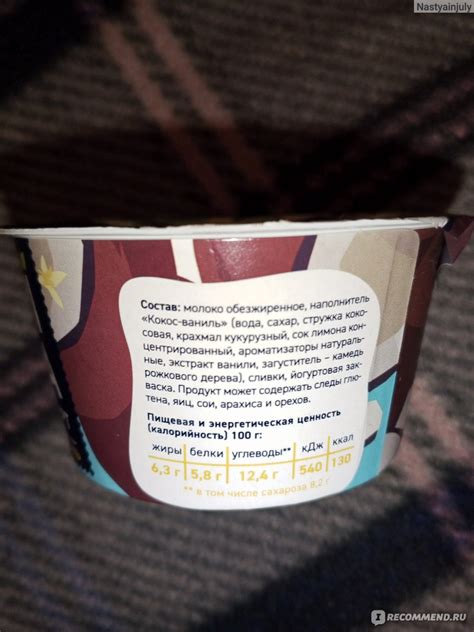 Nastyainjuly
Состав: молоко обезжиренное, наполнитель
«Кокос-ваниль» (вода, сахар, стружка коко-
совая, крахмал кукурузный, сок лимона кон-
центрированный, ароматизаторы натураль-
ные, экстракт ванили, загуститель – камедь
рожкового дерева), сливки, йогуртовая зак-
васка. Продукт может содержать следы глю-
тена, яиц, сои, арахиса и орехов.
Пищевая и энергетическая ценность
(калорийность) 100 г:
жиры белки углеводы** кДж ккал
6,3 г 5,8 г 12,4 г 540 130
** в том числе сахароза 8,2 г
I RECOMMEND.RU